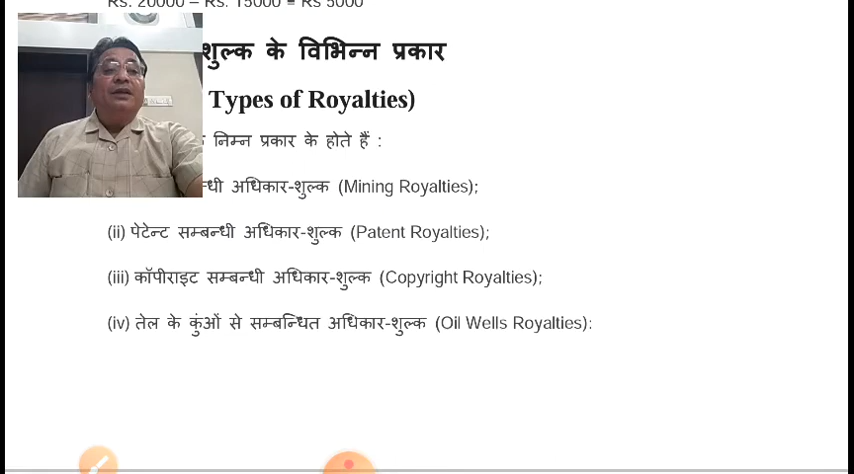 Rs. 20000 – Rs. 15000 = Rs 5000
शुल्क के विभिन्न प्रकार
Types of Royalties)
निम्न प्रकार के होते हैं :
न्धी अधिकार-शुल्क (Mining Royalties);
(ii) पेटेन्ट सम्बन्धी अधिकार-शुल्क (Patent Royalties);
(iii) कॉपीराइट सम्बन्धी अधिकार-शुल्क (Copyright Royalties);
(iv) तेल के कुंओं से सम्बन्धित अधिकार-शुल्क (Oil Wells Royalties):